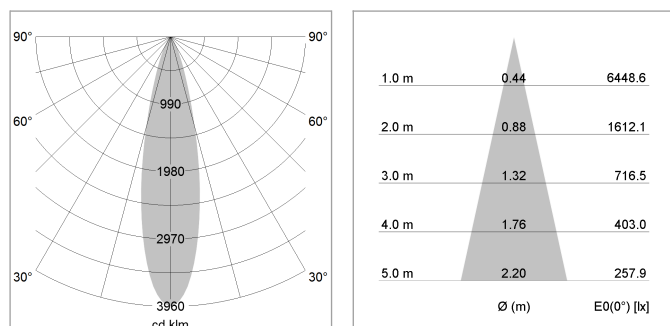 90° 90°
990
60° 60°
1980
2970
30° 30°
3960
cd klm
1.0 m 0.44 6448.6
2.0 m 0.88 1612.1
3.0 m 1.32 716.5
4.0 m 1.76 403.0
5.0 m 2.20 257.9
Ø (m) E0(0°) [lx]